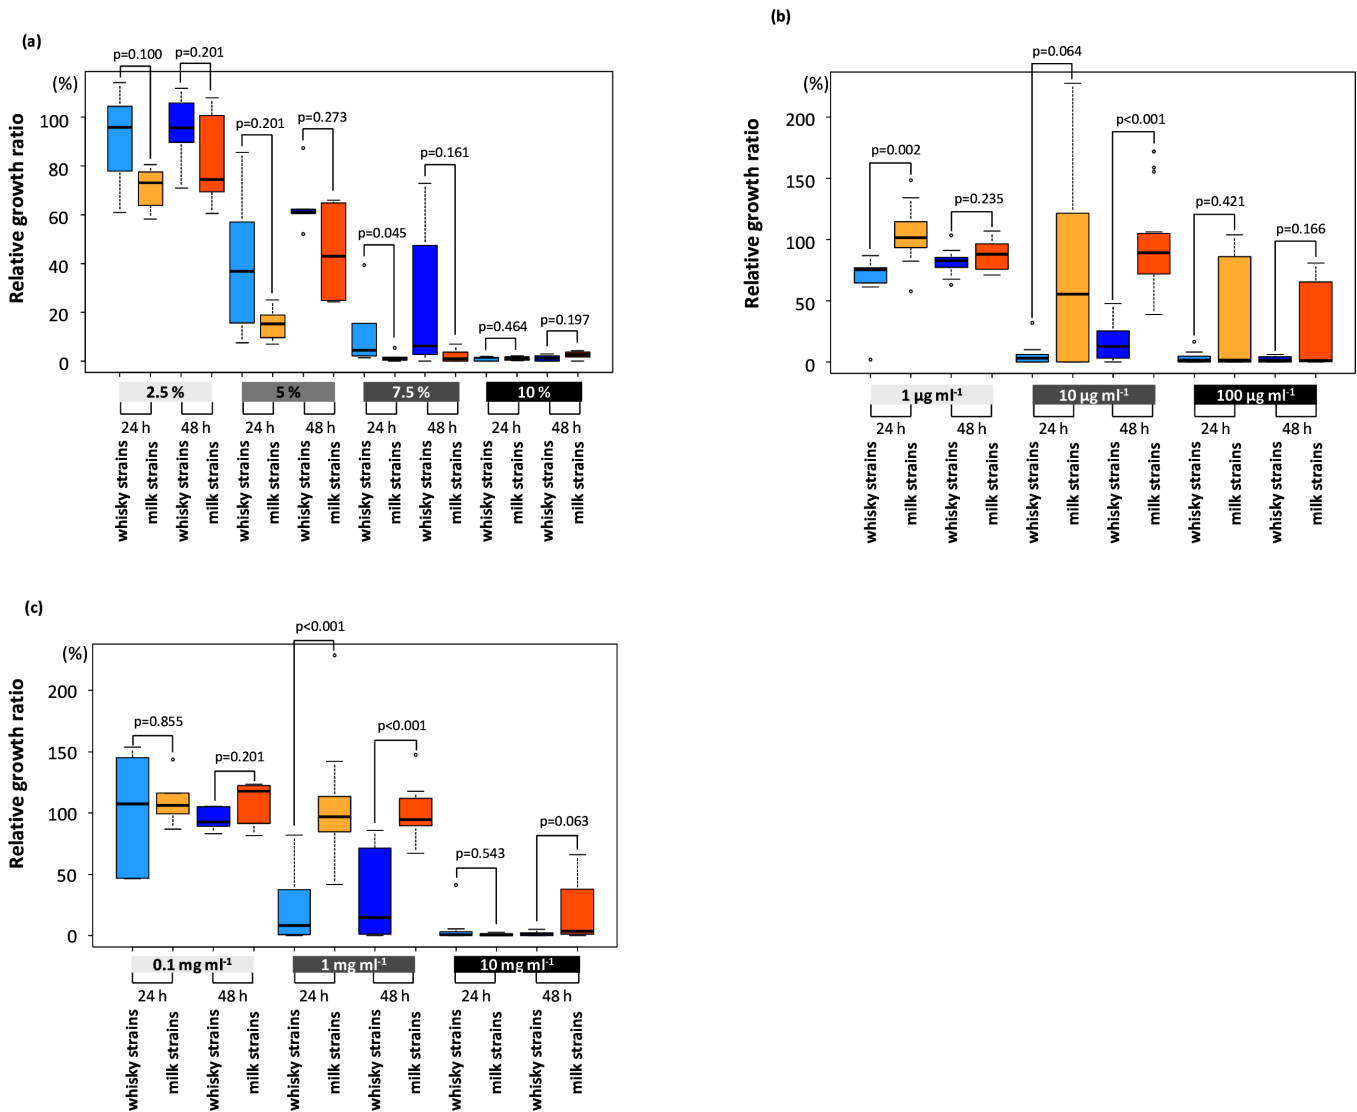 (a)
p=0.100
p=0.201
(%)
100
80
60
40
20
0
Relative growth ratio
p=0.201
p=0.273
p=0.045
p=0.161
p=0.464
p=0.197
2.5 %
5 %
7.5 %
10 %
24 h
48 h
24 h
48 h
24 h
48 h
24 h
48 h
whisky strains
milk strains
whisky strains
milk strains
whisky strains
milk strains
whisky strains
milk strains
whisky strains
milk strains
whisky strains
milk strains
whisky strains
milk strains
whisky strains
milk strains
(b)
p=0.064
(%)
200
150
100
50
0
Relative growth ratio
p=0.002
p=0.235
p<0.001
p=0.421
p=0.166
1 µg ml-1
10 µg ml-1
100 µg ml-1
24 h
48 h
24 h
48 h
24 h
48 h
whisky strains
milk strains
whisky strains
milk strains
whisky strains
milk strains
whisky strains
milk strains
whisky strains
milk strains
whisky strains
milk strains
(c)
p<0.001
(%)
200
150
100
50
0
Relative growth ratio
p=0.855
p=0.201
p<0.001
p=0.543
p=0.063
0.1 mg ml-1
1 mg ml-1
10 mg ml-1
24 h
48 h
24 h
48 h
24 h
48 h
whisky strains
milk strains
whisky strains
milk strains
whisky strains
milk strains
whisky strains
milk strains
whisky strains
milk strains
whisky strains
milk strains